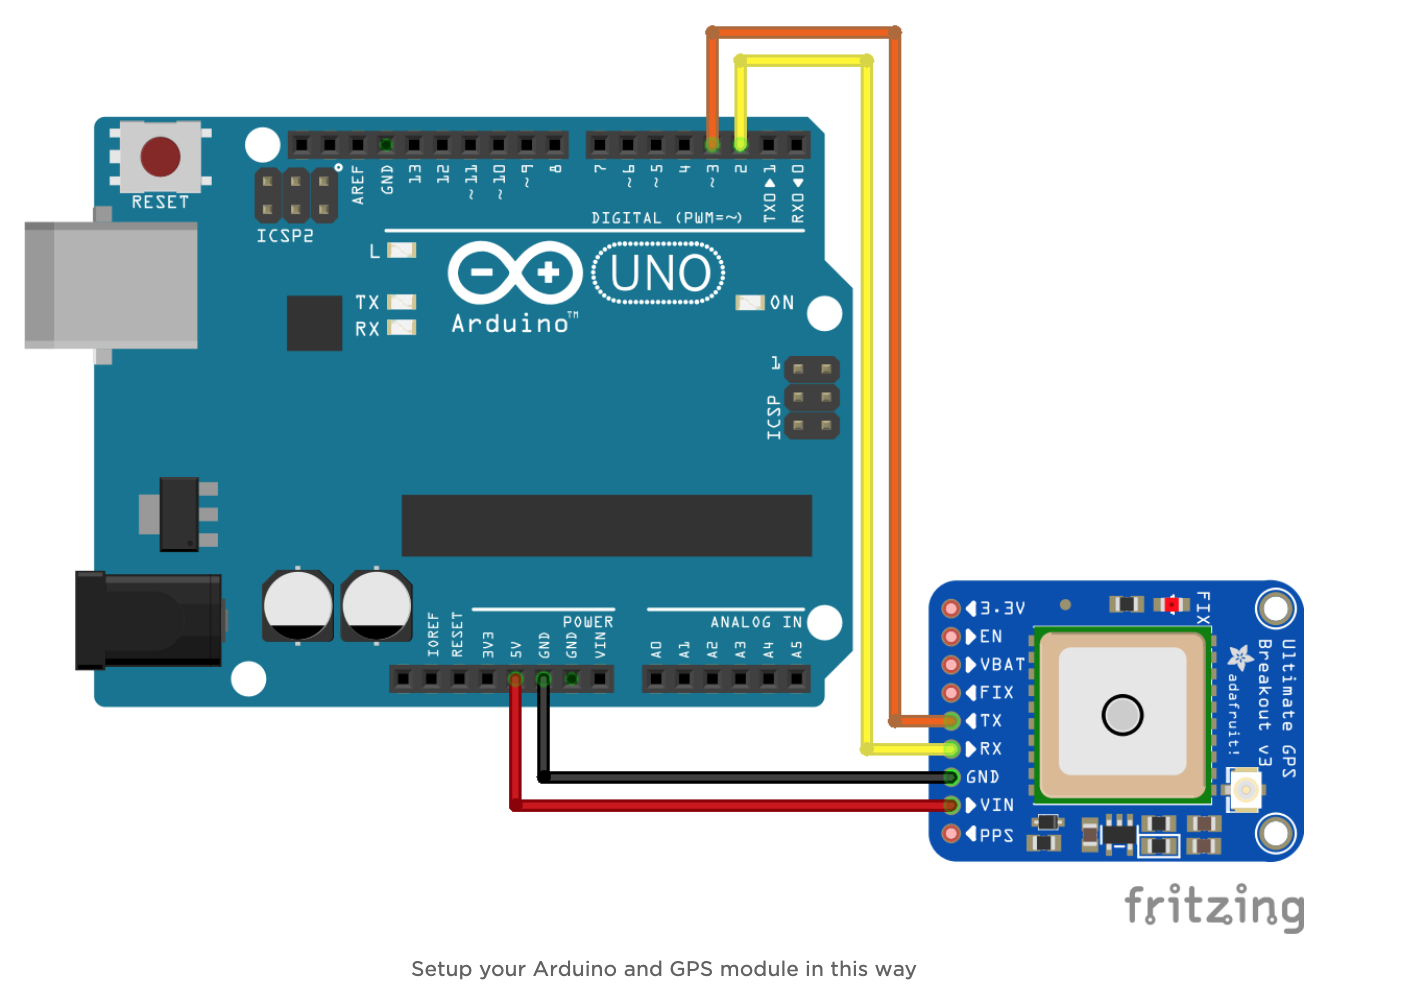 RESET
ICSP2
AREF
GND
13
12
~11
~10
~9
8
7
~6
~5
4
~3
2
TX0▶1
RX0◀0
DIGITAL (PWM=~)
L
TX
RX
UNO
Arduino™
ON
1
ICSP
POWER
ANALOG IN
IOREF
RESET
3V3
5V
GND
GND
VIN
A0
A1
A2
A3
A4
A5
3.3V
EN
VBAT
FIX
TX
RX
GND
VIN
PPS
FIX
adafruit!
Ultimate GPS
Breakout v3
fritzing
Setup your Arduino and GPS module in this way